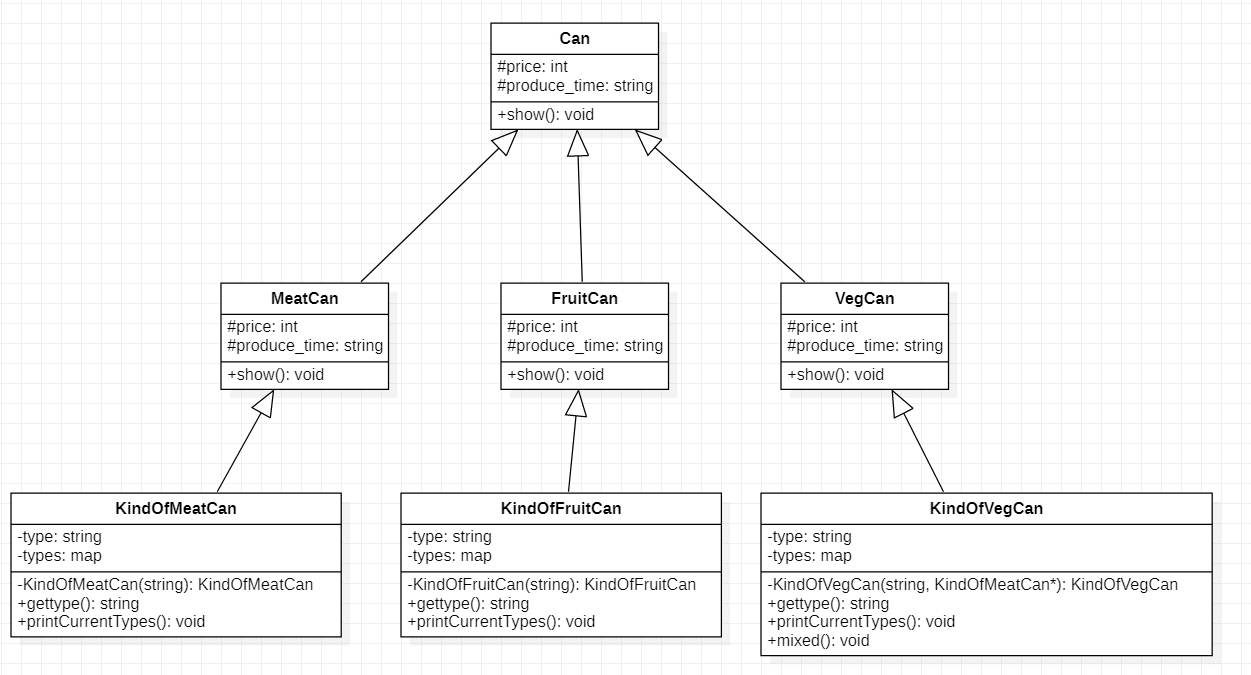 Can
#price: int
#produce_time: string
+show(): void
MeatCan
#price: int
#produce_time: string
+show(): void
FruitCan
#price: int
#produce_time: string
+show(): void
VegCan
#price: int
#produce_time: string
+show(): void
KindOfMeatCan
-type: string
-types: map
-KindOfMeatCan(string): KindOfMeatCan
+gettype(): string
+printCurrentTypes(): void
KindOfFruitCan
-type: string
-types: map
-KindOfFruitCan(string): KindOfFruitCan
+gettype(): string
+printCurrentTypes(): void
KindOfVegCan
-type: string
-types: map
-KindOfVegCan(string, KindOfMeatCan*): KindOfVegCan
+gettype(): string
+printCurrentTypes(): void
+mixed(): void